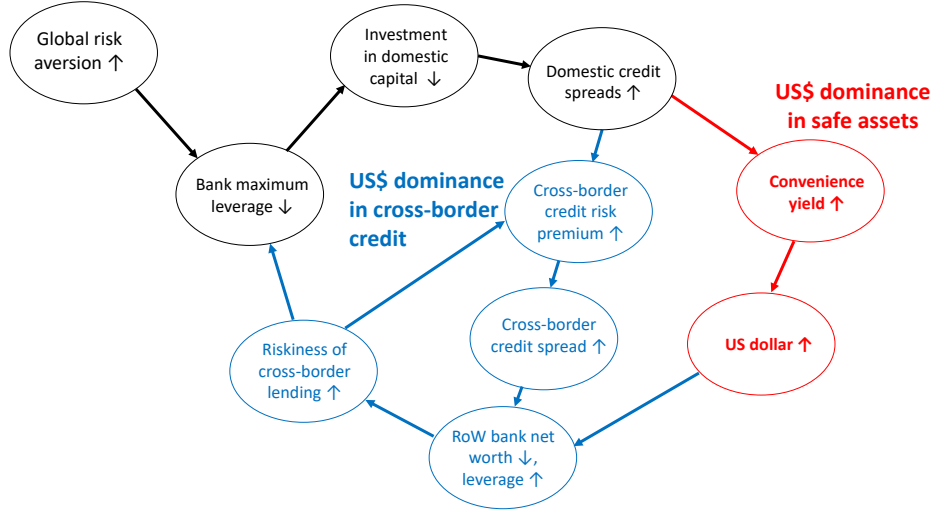 Global risk
aversion ↑
Investment
in domestic
capital ↓
Domestic credit
spreads ↑
US$ dominance
in safe assets
Bank maximum
leverage ↓
US$ dominance
in cross-border
credit
Cross-border
credit risk
premium ↑
Convenience
yield ↑
Cross-border
credit spread ↑
US dollar ↑
Riskiness of
cross-border
lending ↑
RoW bank net
worth ↓,
leverage ↑